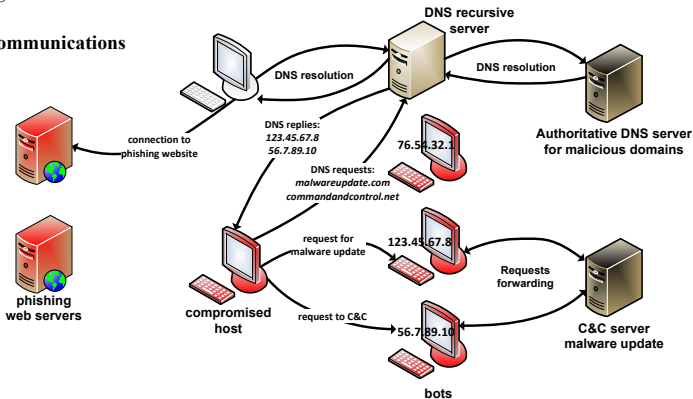 ommunications
DNS recursive
server
DNS resolution
DNS resolution
Authoritative DNS server
for malicious domains
connection to
phishing website
DNS replies:
123.45.67.8
56.7.89.10
76.54.32.1
DNS requests:
malwareupdate.com
commandandcontrol.net
123.45.67.8
request for
malware update
Requests
forwarding
phishing
web servers
compromised
host
request to C&C
56.7.89.10
C&C server
malware update
bots